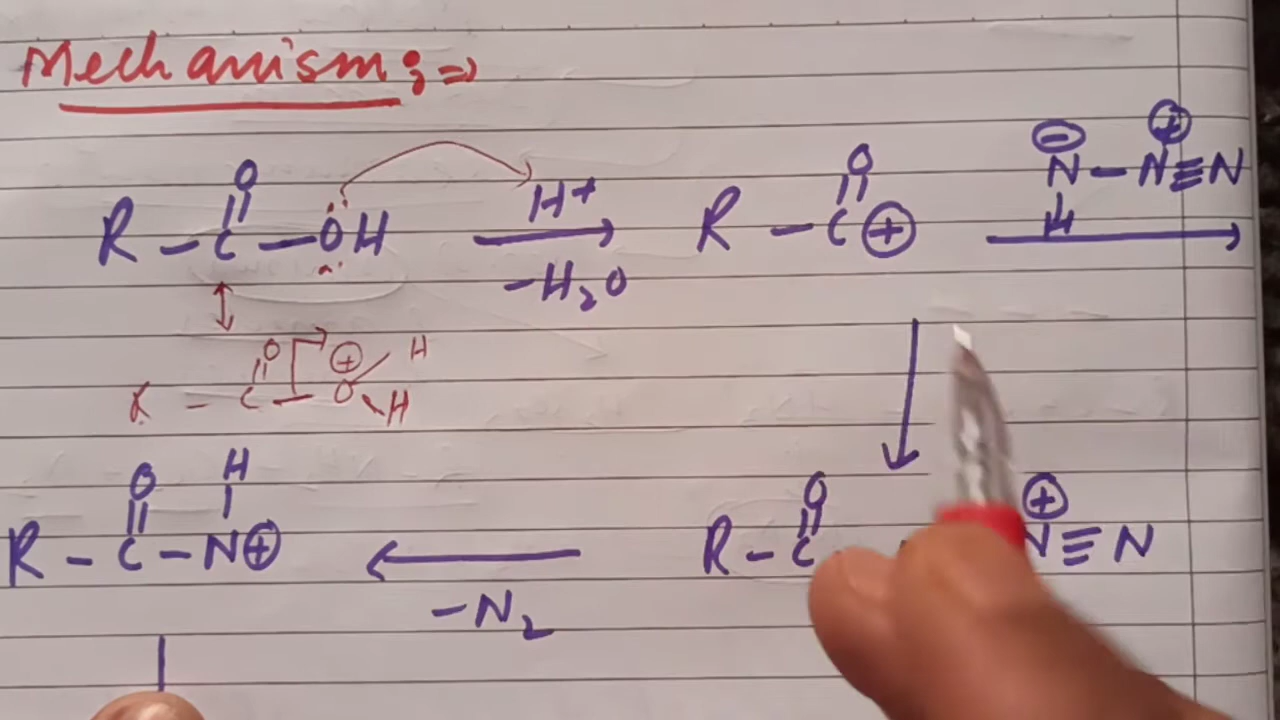 Mechanism ; ⇒
O ⊖ ⊕
R – C – OH H+ R – C ⊕ N – N ≡ N
– H2O H
O ⊕ H
R – C – O H
O H O ⊕
R – C – N ⊕ R – C N ≡ N
– N2